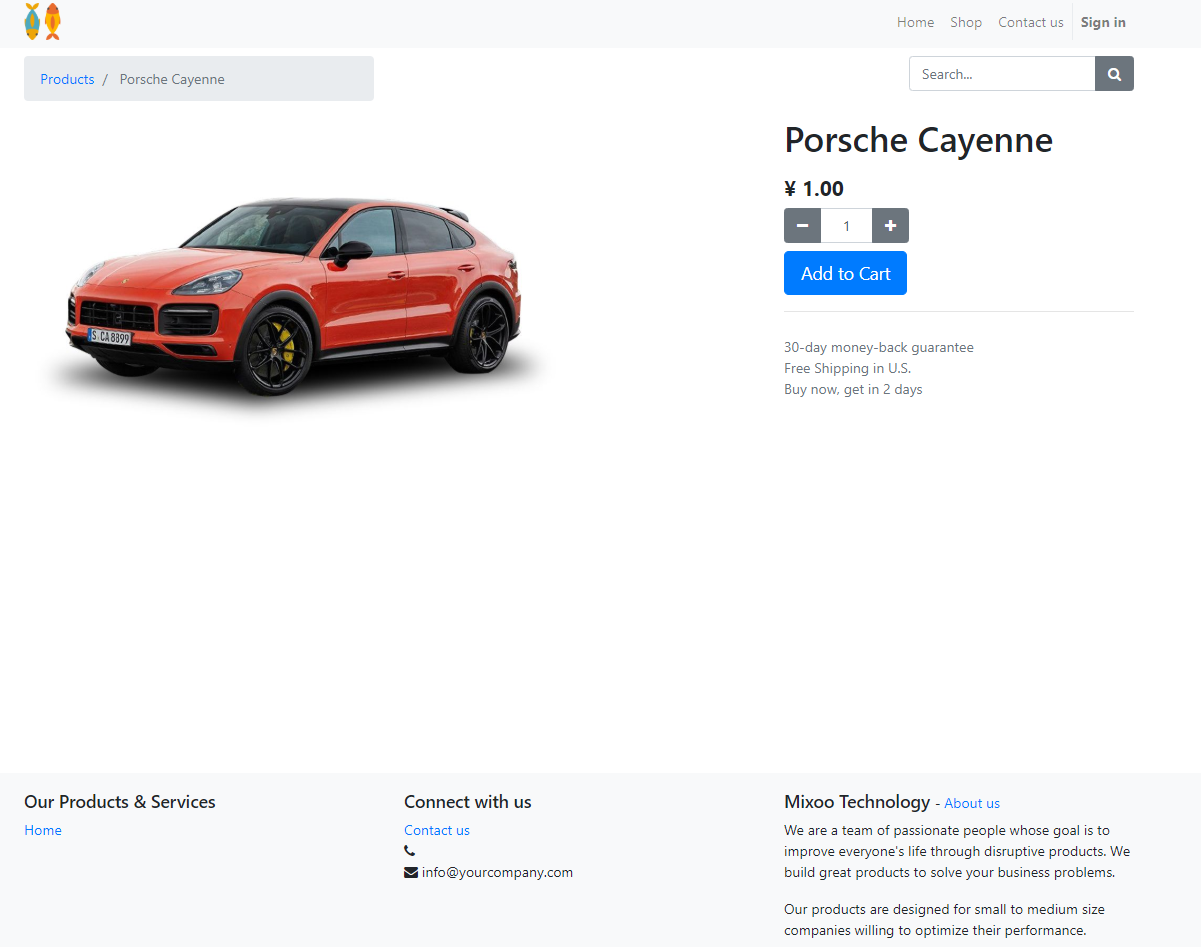 Home Shop Contact us Sign in
Products / Porsche Cayenne
Search...
Porsche Cayenne
¥ 1.00
1
Add to Cart
30-day money-back guarantee
Free Shipping in U.S.
Buy now, get in 2 days
S CA 8899
Our Products & Services
Home
Connect with us
Contact us
info@yourcompany.com
Mixoo Technology - About us
We are a team of passionate people whose goal is to
improve everyone's life through disruptive products. We
build great products to solve your business problems.
Our products are designed for small to medium size
companies willing to optimize their performance.